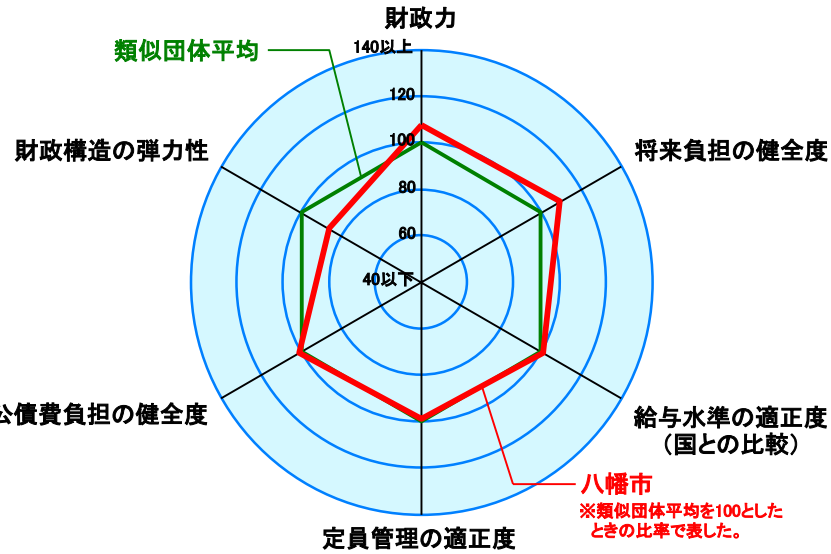 財政力
140以上
類似団体平均
120
100
財政構造の弾力性
将来負担の健全度
80
60
40以下
公債費負担の健全度
給与水準の適正度
（国との比較）
八幡市
※類似団体平均を100とした
ときの比率で表した。
定員管理の適正度